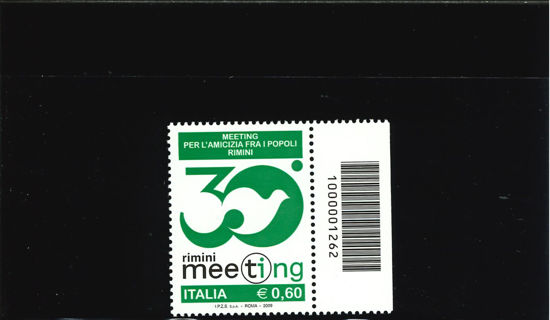 MEETING
PER L'AMICIZIA FRA I POPOLI
RIMINI
30°
rimini
meeting
ITALIA € 0,60
I.P.Z.S. S.p.A. - ROMA - 2009
1000001262